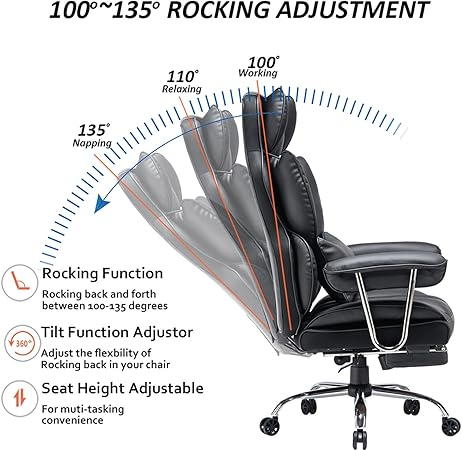 100°~135° ROCKING ADJUSTMENT
100°
Working
110°
Relaxing
135°
Napping
Rocking Function
Rocking back and forth
between 100-135 degrees
360°
Tilt Function Adjustor
Adjust the flexibility of
Rocking back in your chair
Seat Height Adjustable
For muti-tasking
convenience